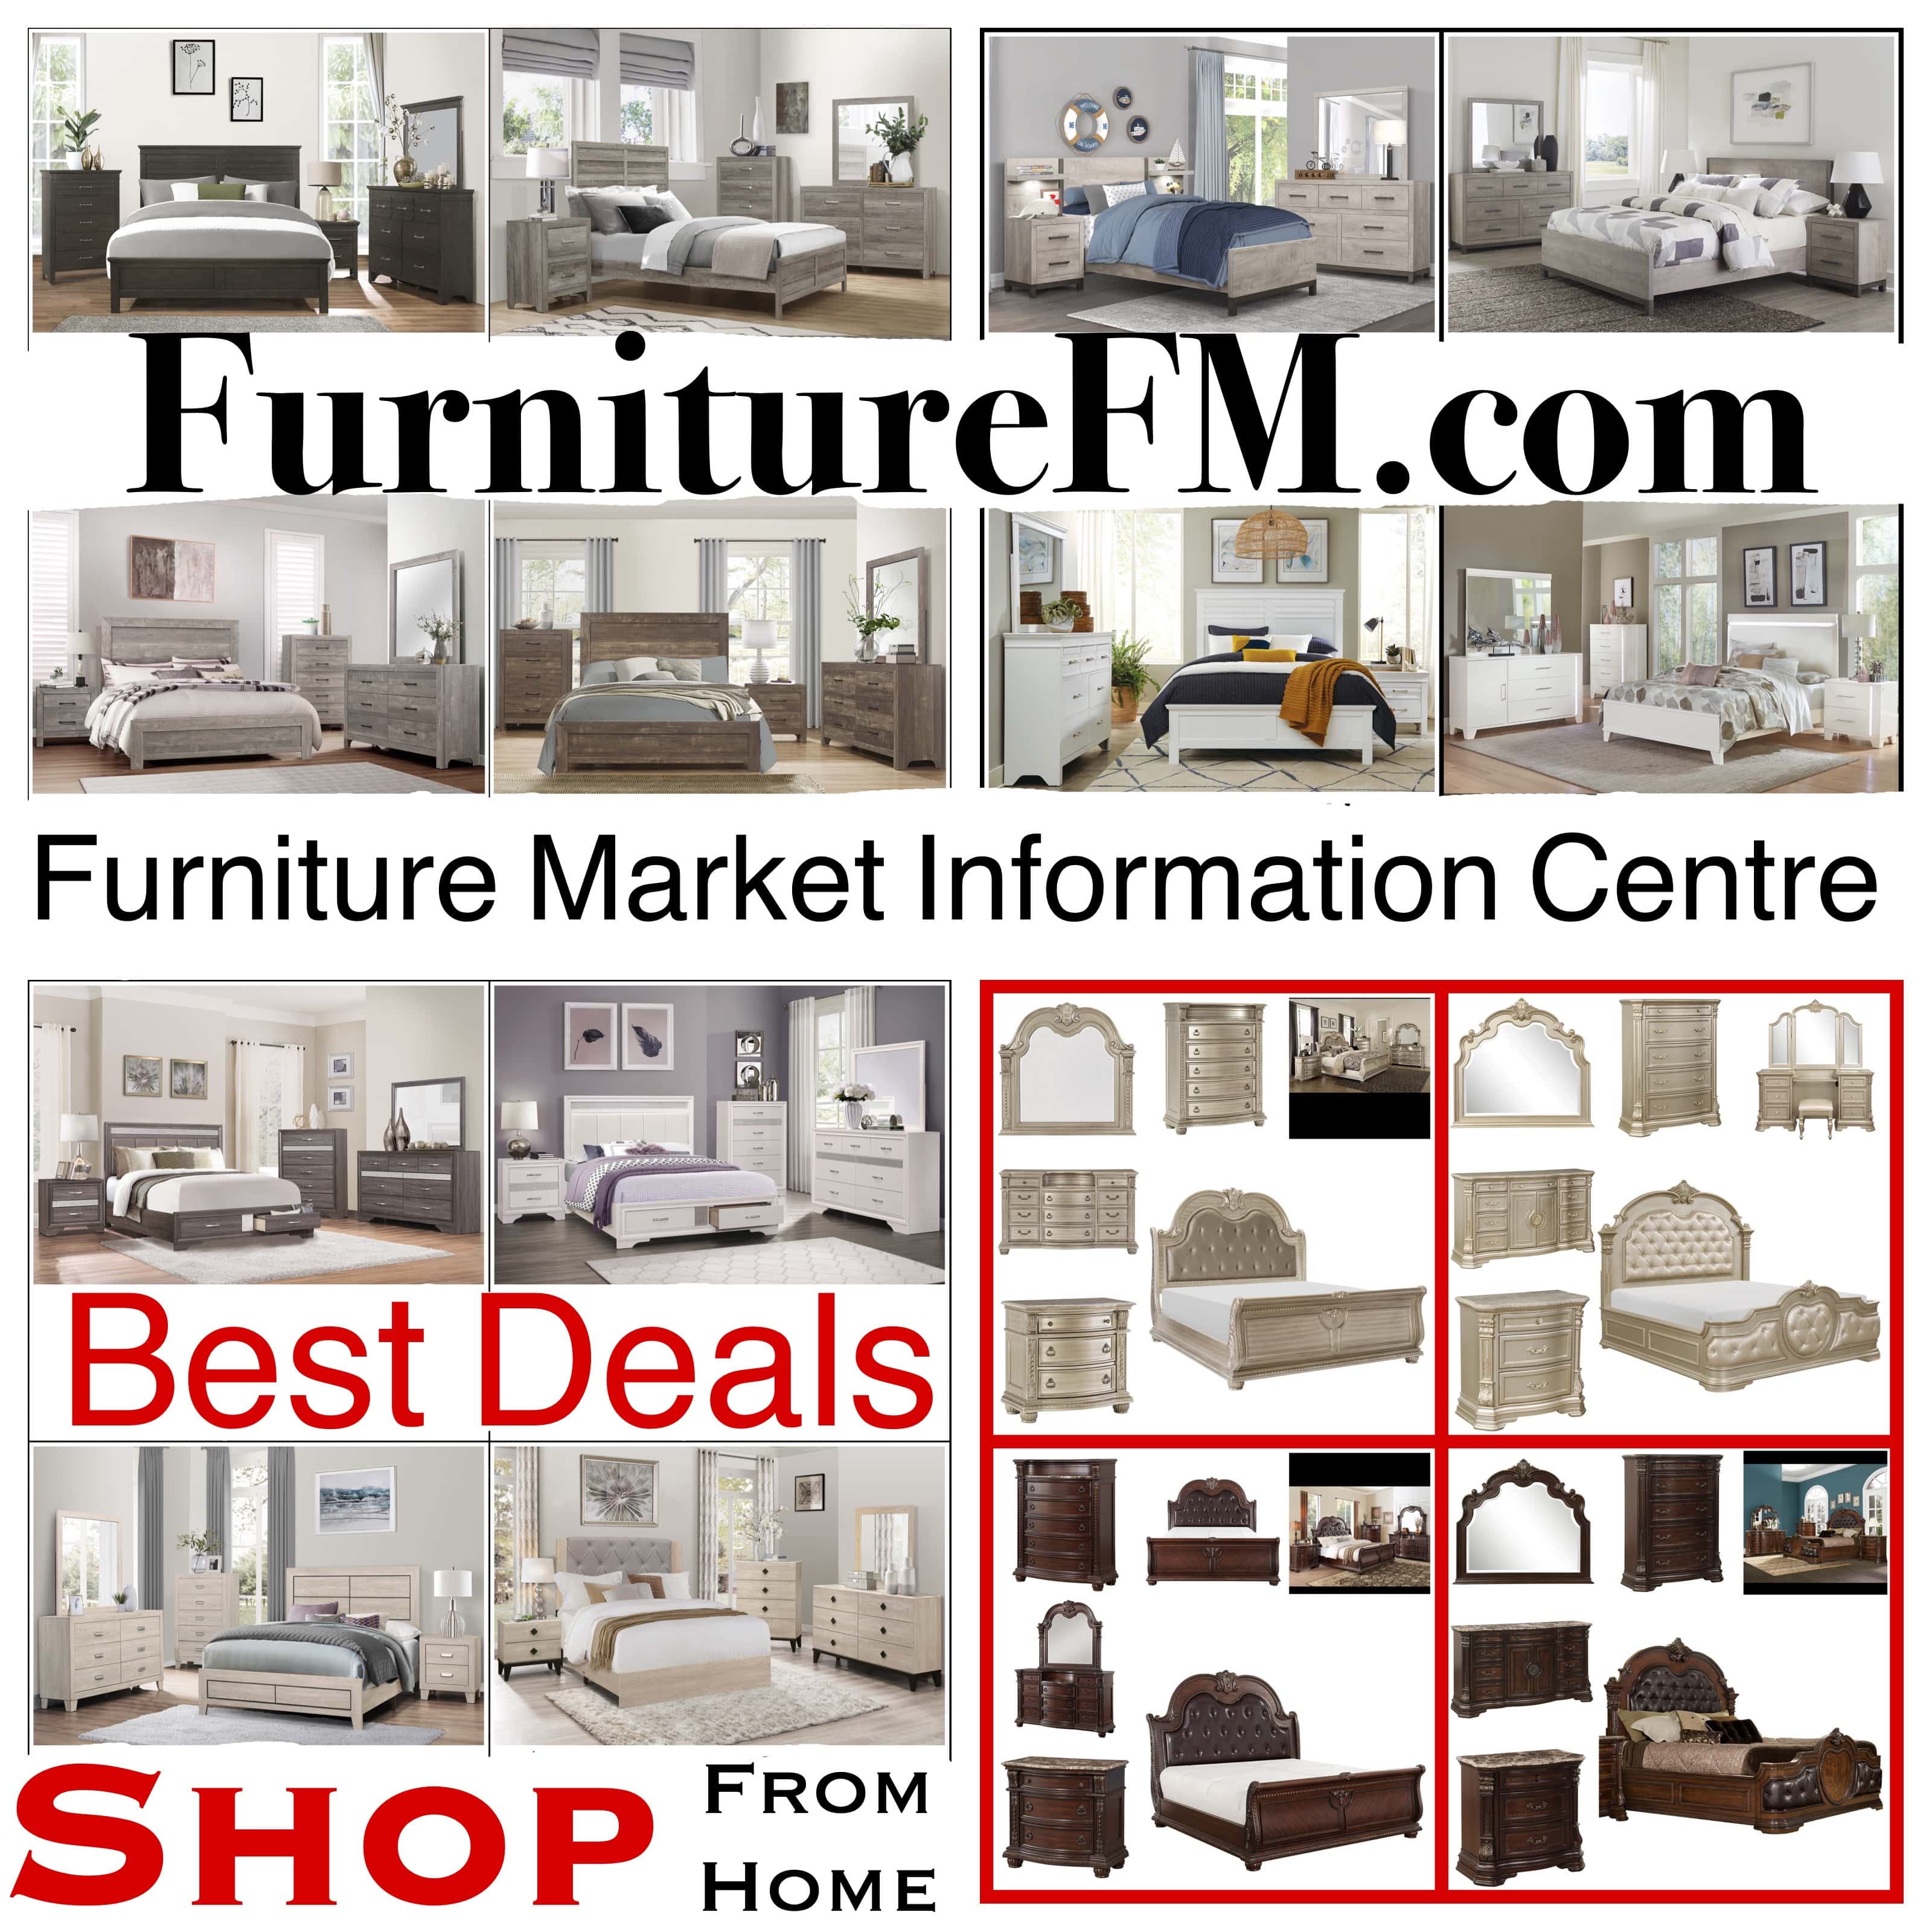 FurnitureFM.com
Furniture Market Information Centre
Best Deals
Shop
From
Home